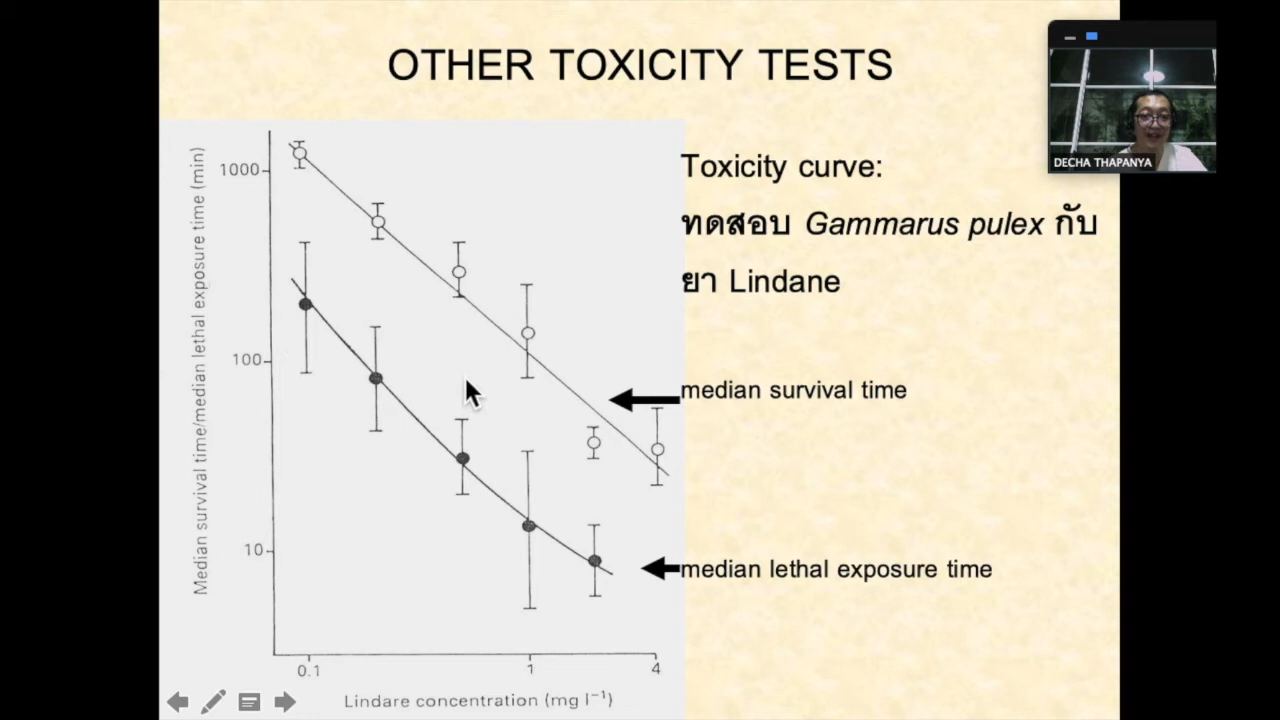 OTHER TOXICITY TESTS
DECHA THAPANYA
Toxicity curve:
ทดสอบ Gammarus pulex กับ
ยา Lindane
median survival time
median lethal exposure time
Median survival time/median lethal exposure time (min)
1000
100
10
0.1
1
4
Lindare concentration (mg l⁻¹)